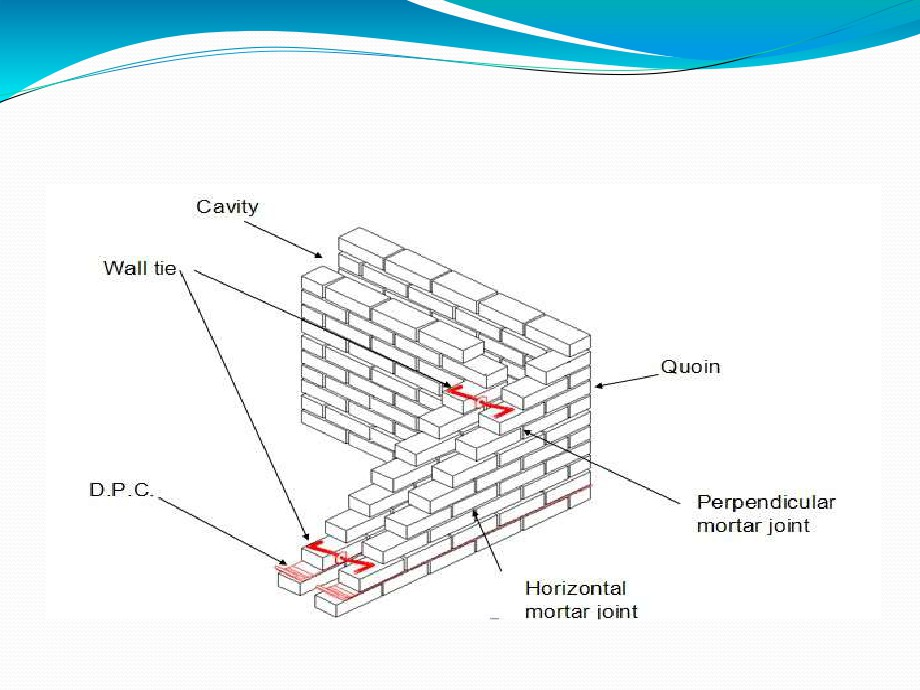 Cavity
Wall tie
Quoin
D.P.C.
Perpendicular
mortar joint
Horizontal
mortar joint